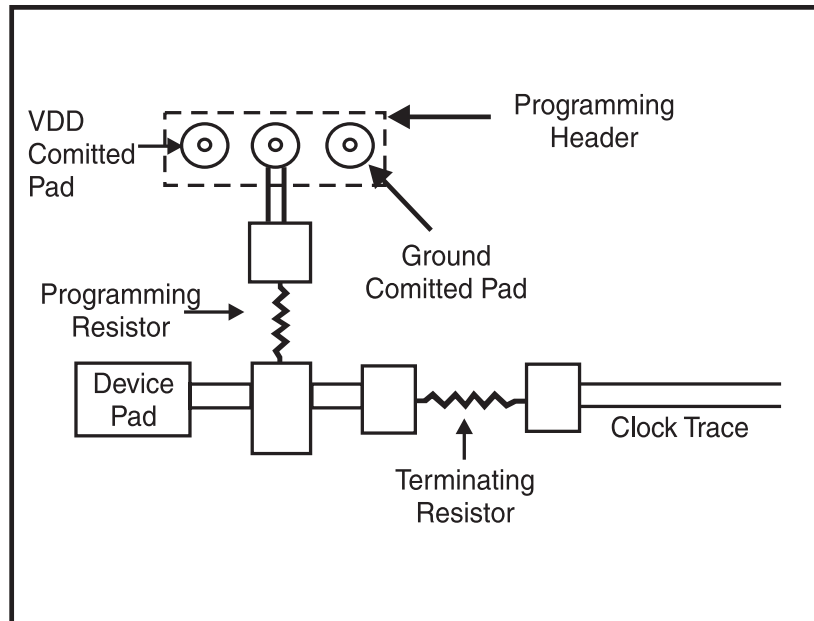 VDD
Comitted
Pad
Programming
Header
Ground
Comitted Pad
Programming
Resistor
Device
Pad
Clock Trace
Terminating
Resistor